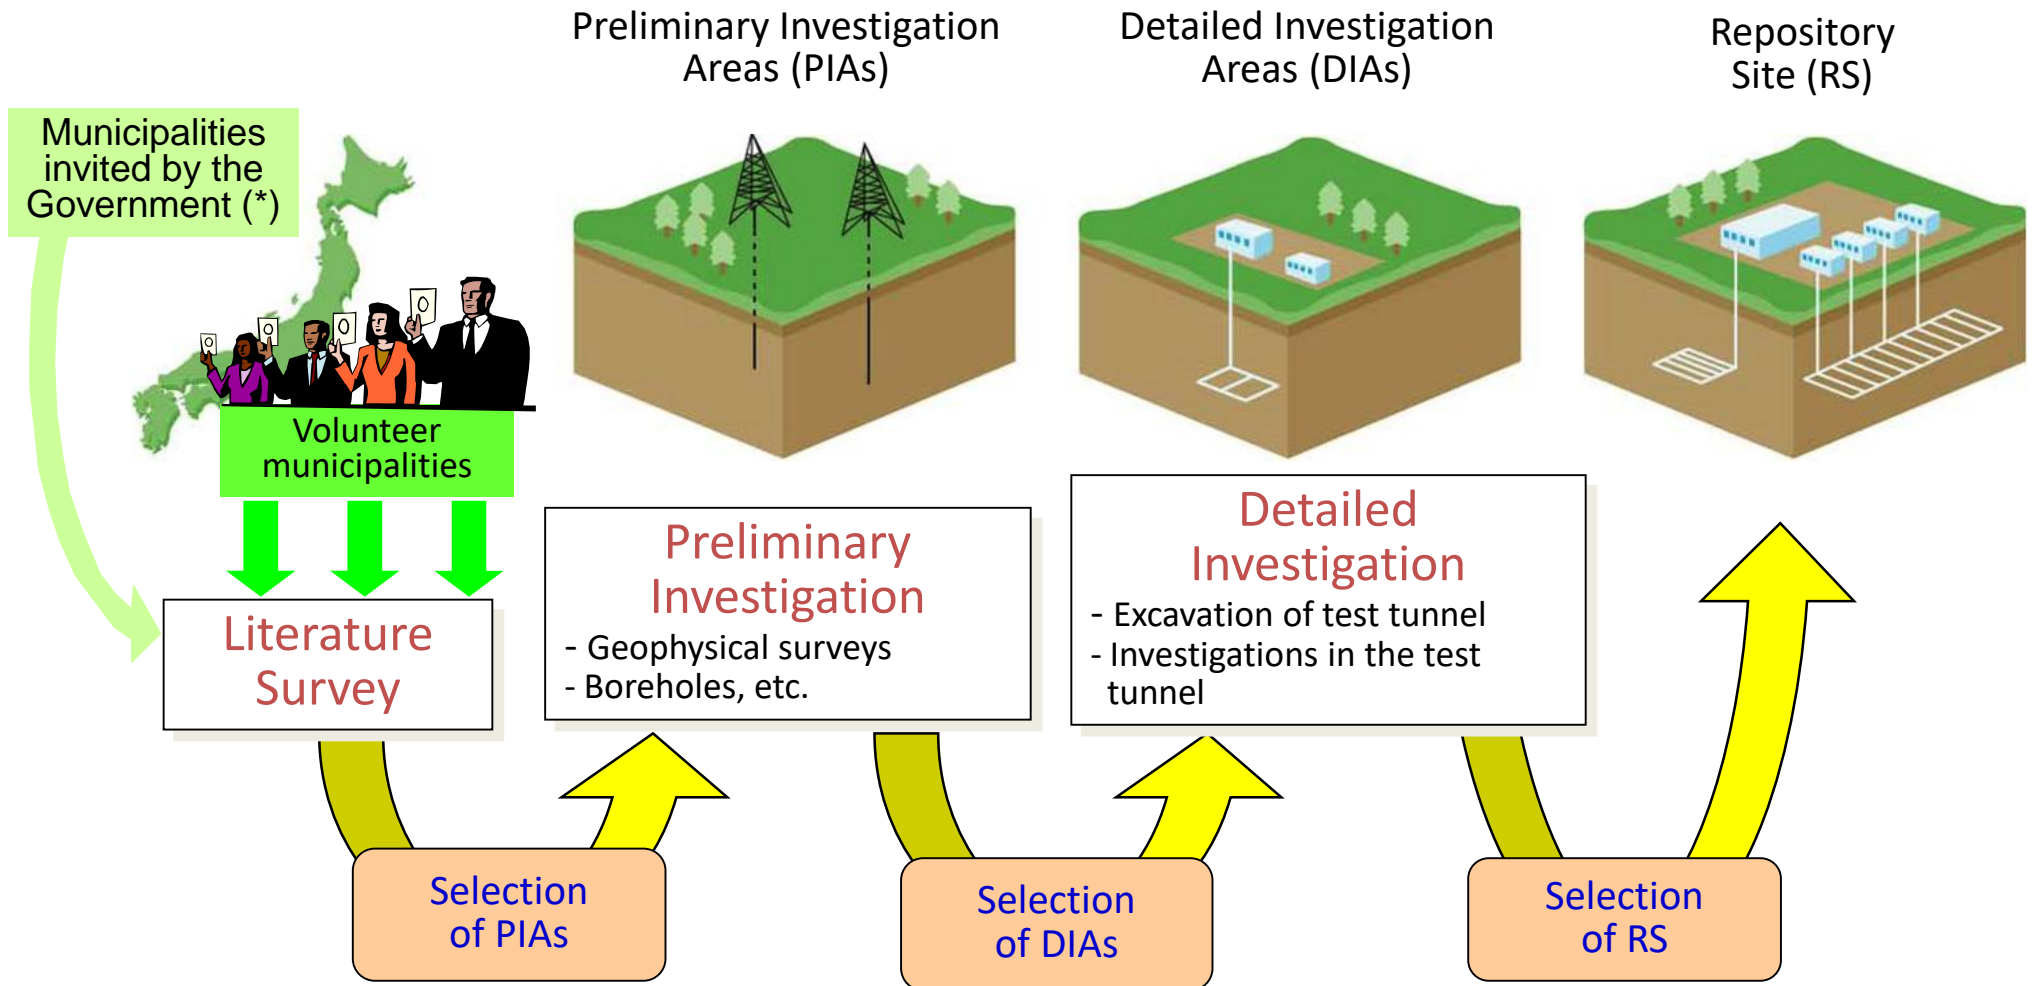 Preliminary Investigation
Areas (PIAs)
Detailed Investigation
Areas (DIAs)
Repository
Site (RS)
Municipalities
invited by the
Government (*)
Volunteer
municipalities
Literature
Survey
Preliminary
Investigation
- Geophysical surveys
- Boreholes, etc.
Detailed
Investigation
- Excavation of test tunnel
- Investigations in the test
tunnel
Selection
of PIAs
Selection
of DIAs
Selection
of RS